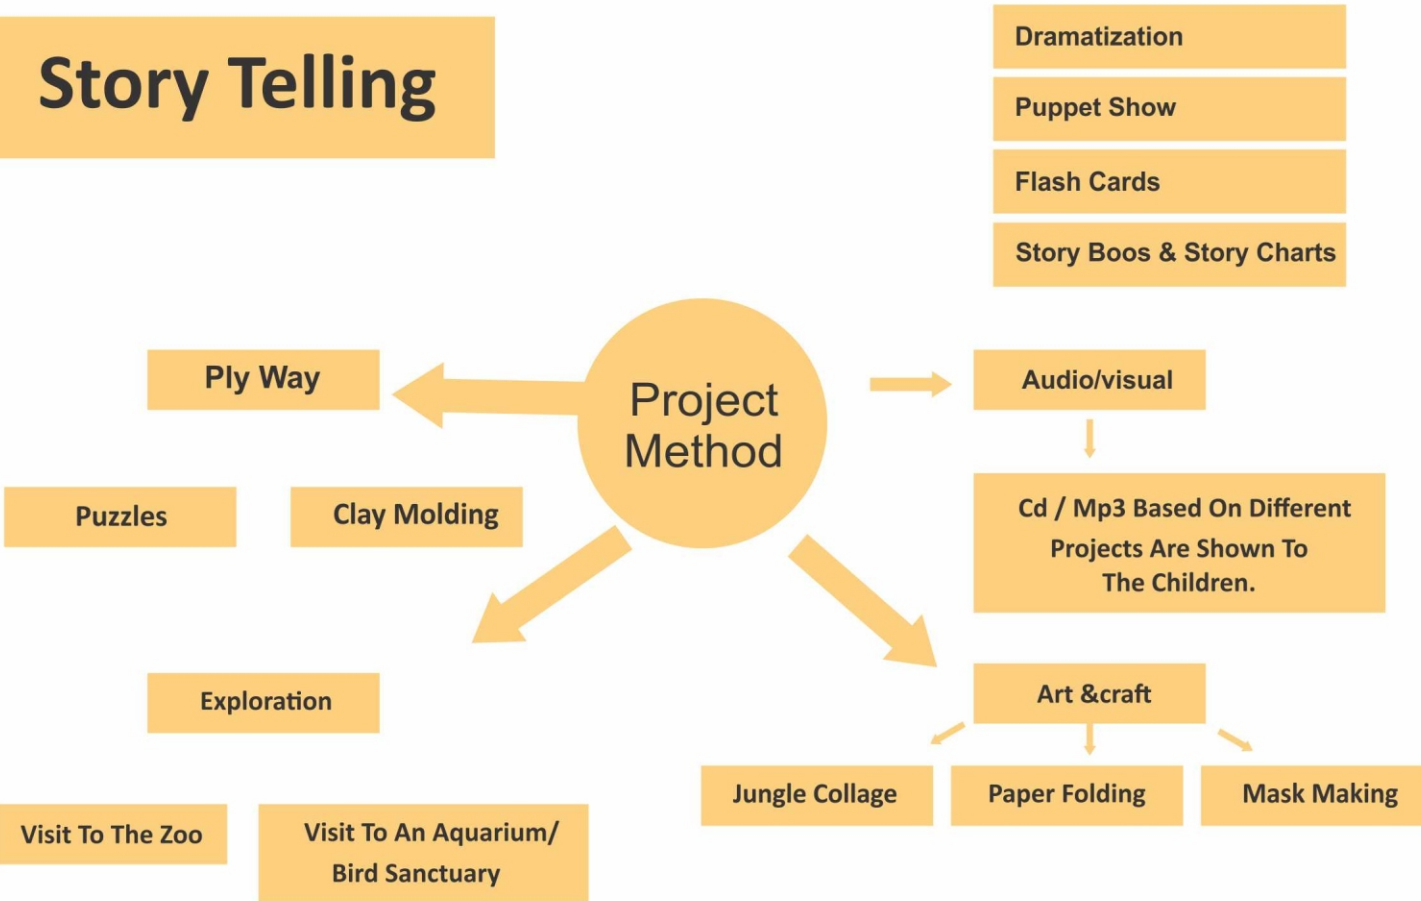 Story Telling
Dramatization
Puppet Show
Flash Cards
Story Boos & Story Charts
Project
Method
Ply Way
Puzzles
Clay Molding
Audio/visual
Cd / Mp3 Based On Different
Projects Are Shown To
The Children.
Exploration
Visit To The Zoo
Visit To An Aquarium/
Bird Sanctuary
Art &craft
Jungle Collage
Paper Folding
Mask Making